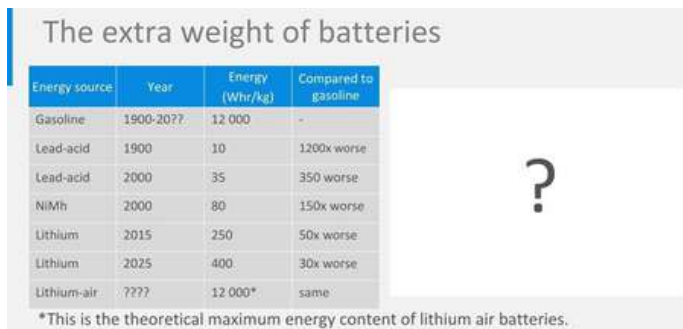 The extra weight of batteries
Energy source Year Energy (Whr/kg) Compared to gasoline
Gasoline 1900-20?? 12 000 -
Lead-acid 1900 10 1200x worse
Lead-acid 2000 35 350 worse
NiMh 2000 80 150x worse
Lithium 2015 250 50x worse
Lithium 2025 400 30x worse
Lithium-air ???? 12 000* same
?
*This is the theoretical maximum energy content of lithium air batteries.